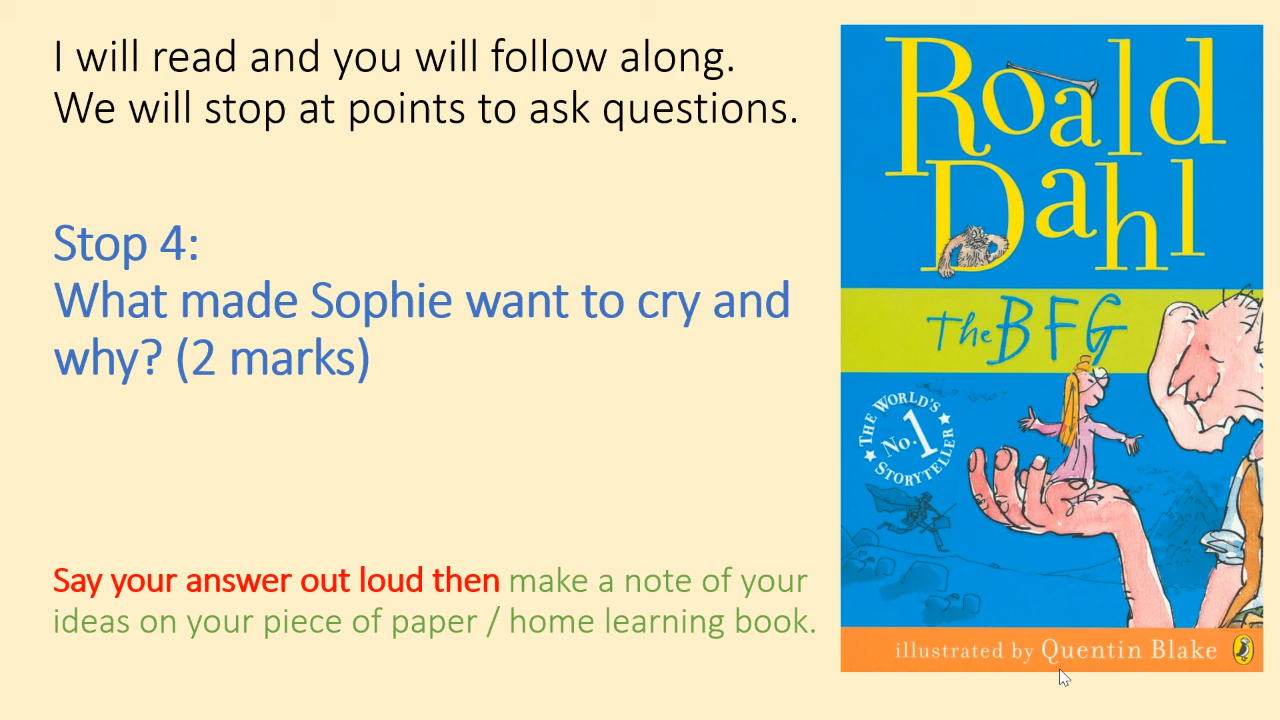 I will read and you will follow along.
We will stop at points to ask questions.
Stop 4:
What made Sophie want to cry and
why? (2 marks)
Say your answer out loud then make a note of your
ideas on your piece of paper / home learning book.
Roald
Dahl
the BFG
THE WORLD'S
No. 1
STORYTELLER
illustrated by Quentin Blake